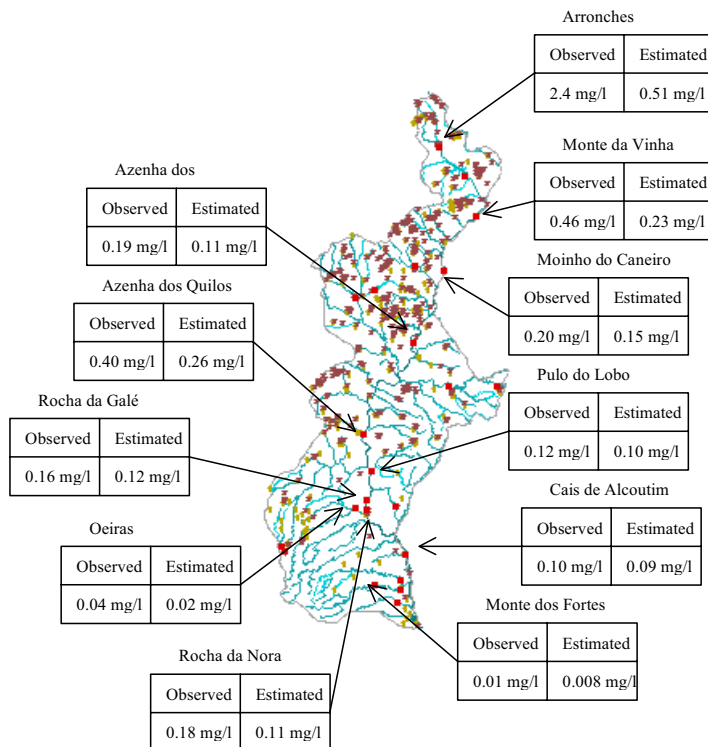 Arronches
Observed Estimated
2.4 mg/l 0.51 mg/l
Monte da Vinha
Observed Estimated
0.46 mg/l 0.23 mg/l
Azenha dos
Observed Estimated
0.19 mg/l 0.11 mg/l
Moinho do Caneiro
Observed Estimated
0.20 mg/l 0.15 mg/l
Azenha dos Quilos
Observed Estimated
0.40 mg/l 0.26 mg/l
Pulo do Lobo
Observed Estimated
0.12 mg/l 0.10 mg/l
Rocha da Galé
Observed Estimated
0.16 mg/l 0.12 mg/l
Cais de Alcoutim
Observed Estimated
0.10 mg/l 0.09 mg/l
Oeiras
Observed Estimated
0.04 mg/l 0.02 mg/l
Monte dos Fortes
Observed Estimated
0.01 mg/l 0.008 mg/l
Rocha da Nora
Observed Estimated
0.18 mg/l 0.11 mg/l